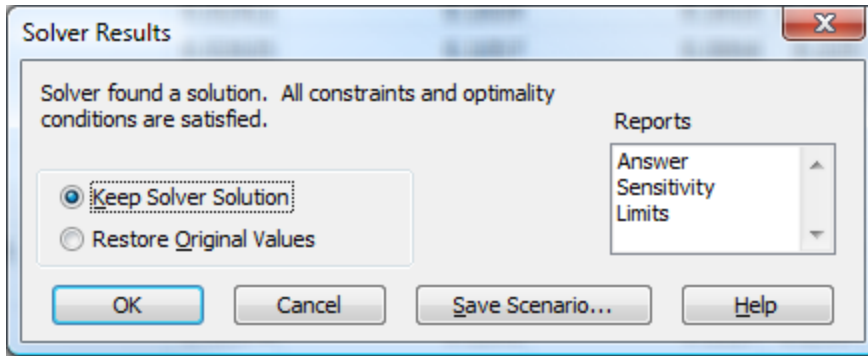 Solver Results
Solver found a solution. All constraints and optimality
conditions are satisfied.
Reports
Answer
Sensitivity
Limits
Keep Solver Solution
Restore Original Values
OK
Cancel
Save Scenario...
Help